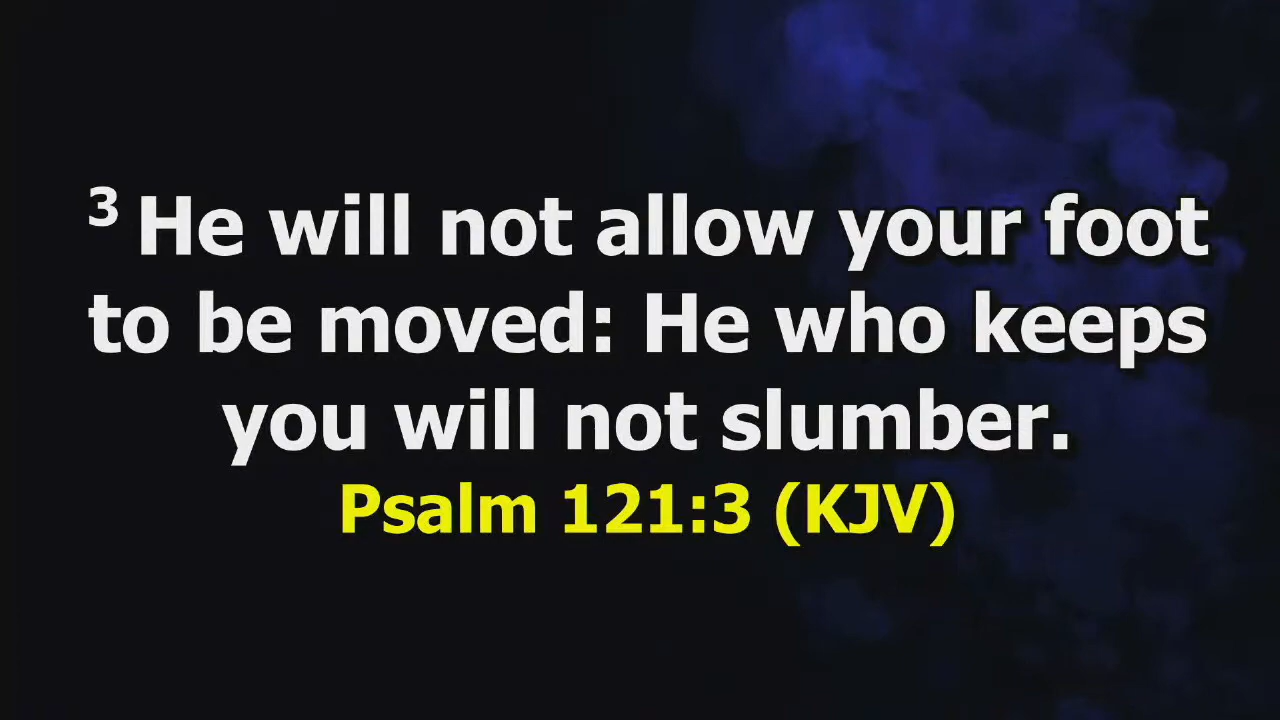 3 He will not allow your foot
to be moved: He who keeps
you will not slumber.
Psalm 121:3 (KJV)